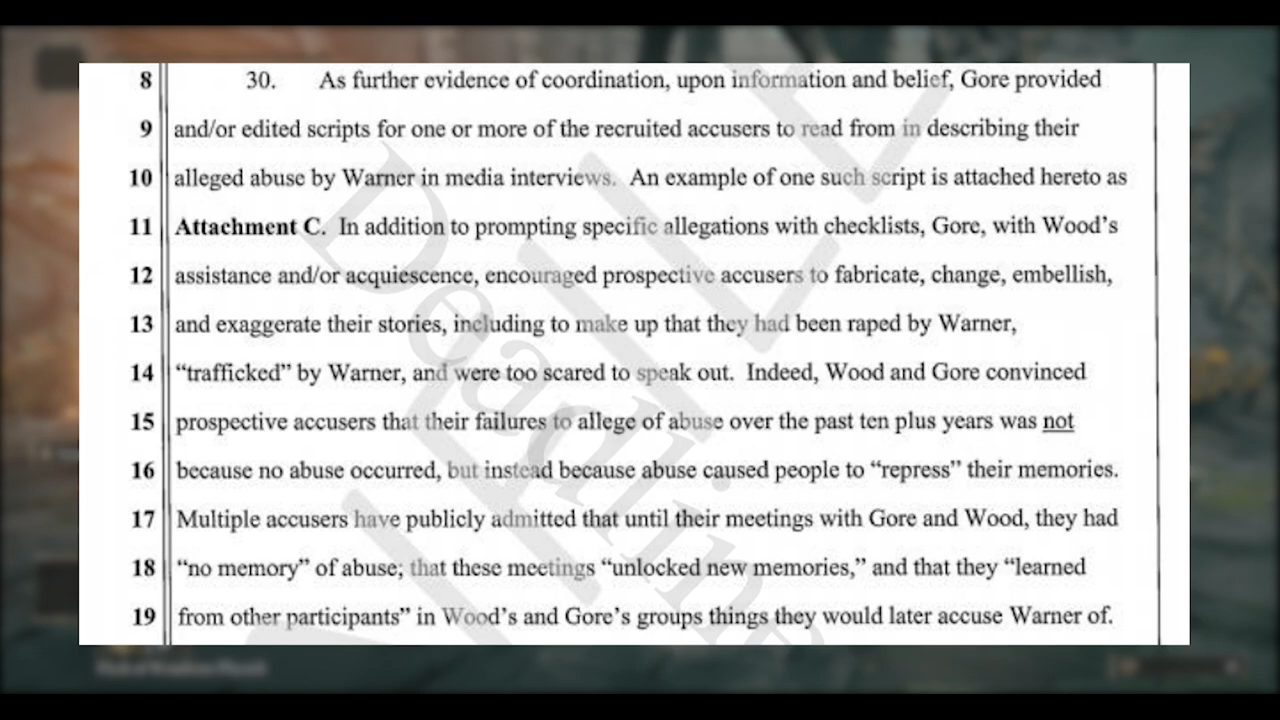 8 30. As further evidence of coordination, upon information and belief, Gore provided
9 and/or edited scripts for one or more of the recruited accusers to read from in describing their
10 alleged abuse by Warner in media interviews. An example of one such script is attached hereto as
11 Attachment C. In addition to prompting specific allegations with checklists, Gore, with Wood's
12 assistance and/or acquiescence, encouraged prospective accusers to fabricate, change, embellish,
13 and exaggerate their stories, including to make up that they had been raped by Warner,
14 “trafficked” by Warner, and were too scared to speak out. Indeed, Wood and Gore convinced
15 prospective accusers that their failures to allege of abuse over the past ten plus years was not
16 because no abuse occurred, but instead because abuse caused people to “repress” their memories.
17 Multiple accusers have publicly admitted that until their meetings with Gore and Wood, they had
18 “no memory” of abuse; that these meetings “unlocked new memories,” and that they “learned
19 from other participants” in Wood's and Gore's groups things they would later accuse Warner of.
Deadline